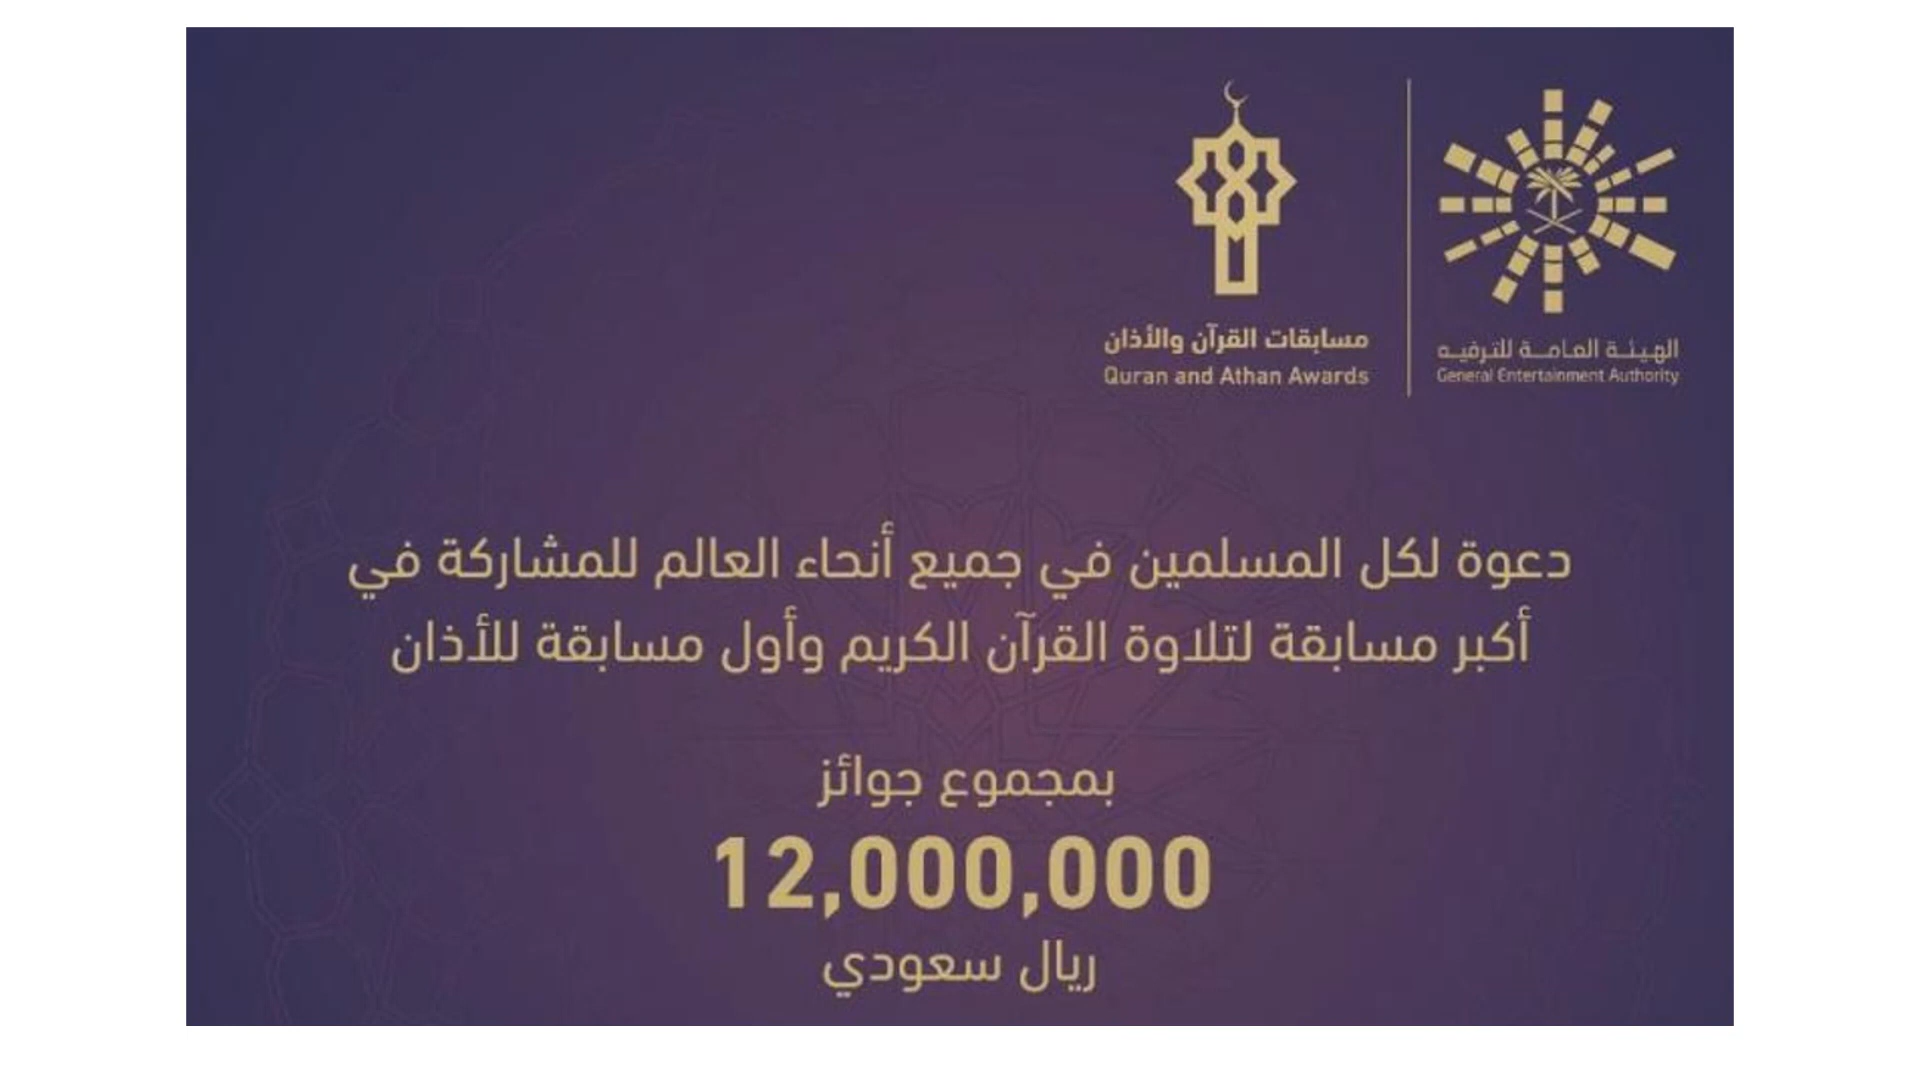 الهيئة العامة للترفيه
General Entertainment Authority
مسابقات القرآن والأذان
Quran and Athan Awards
دعوة لكل المسلمين في جميع أنحاء العالم للمشاركة في
أكبر مسابقة لتلاوة القرآن الكريم وأول مسابقة للأذان
بمجموع جوائز
12,000,000
ريال سعودي